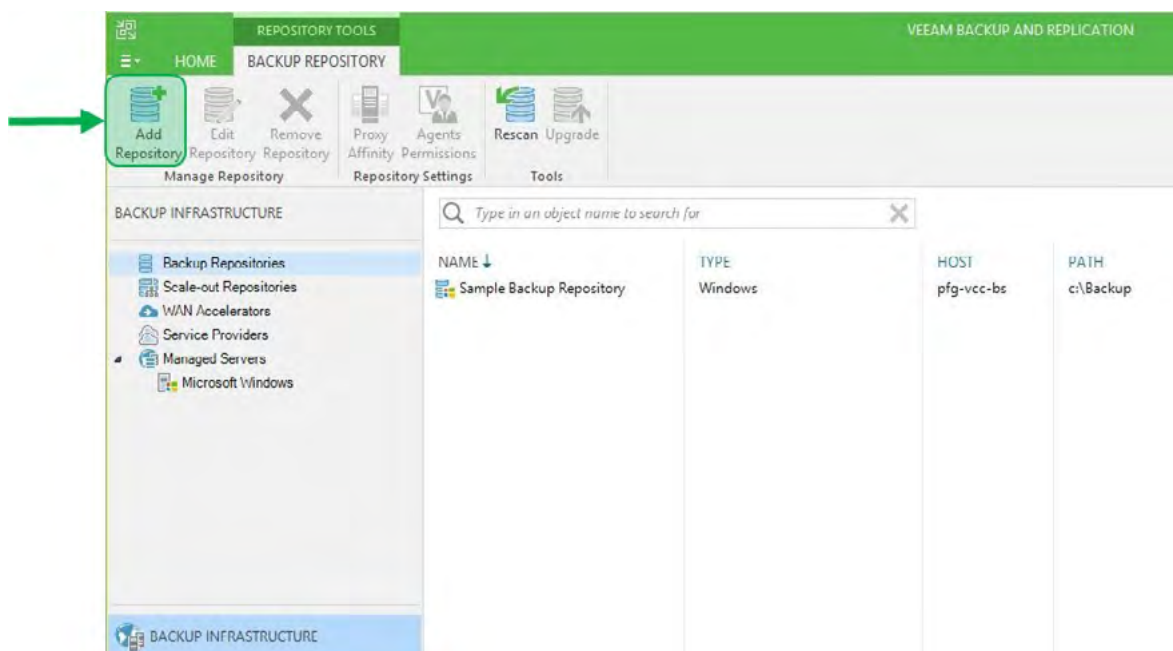 REPOSITORY TOOLS
VEEAM BACKUP AND REPLICATION
HOME
BACKUP REPOSITORY
Add Repository
Edit Repository
Remove Repository
Proxy Affinity
Agents Permissions
Rescan
Upgrade
Manage Repository
Repository Settings
Tools
BACKUP INFRASTRUCTURE
Type in an object name to search for
Backup Repositories
Scale-out Repositories
WAN Accelerators
Service Providers
Managed Servers
Microsoft Windows
NAME TYPE HOST PATH
Sample Backup Repository Windows pfg-vcc-bs c:\Backup
BACKUP INFRASTRUCTURE